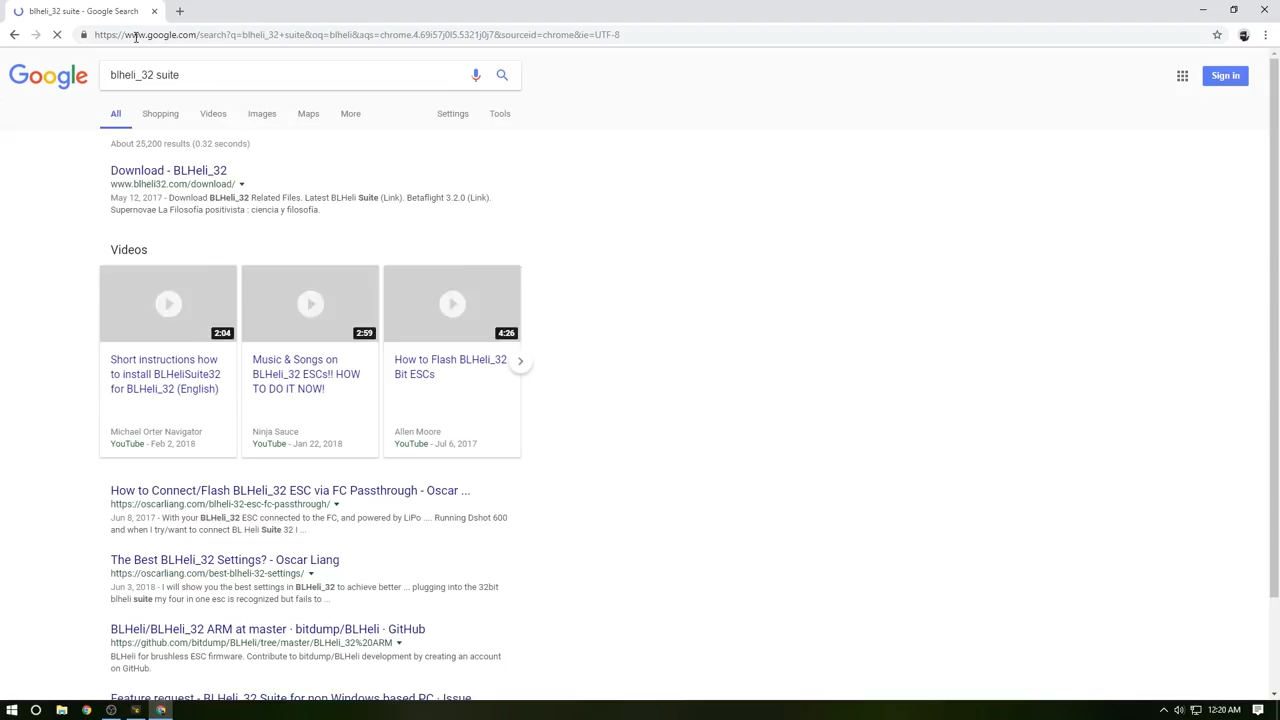 blheli_32 suite - Google Search
https://www.google.com/search?q=blheli_32+suite&oq=blheli&aqs=chrome.4.69i57j0l5.5321j0j7&sourceid=chrome&ie=UTF-8
Google
blheli_32 suite
Sign in
All Shopping Videos Images Maps More Settings Tools
About 25,200 results (0.32 seconds)
Download - BLHeli_32
www.blheli32.com/download/
May 12, 2017 - Download BLHeli_32 Related Files. Latest BLHeli Suite (Link). Betaflight 3.2.0 (Link).
Supernovae La Filosofía positivista : ciencia y filosofía.
Videos
2:04
2:59
4:26
Short instructions how
to install BLHeliSuite32
for BLHeli_32 (English)
Michael Orter Navigator
YouTube - Feb 2, 2018
Music & Songs on
BLHeli_32 ESCs!! HOW
TO DO IT NOW!
Ninja Sauce
YouTube - Jan 22, 2018
How to Flash BLHeli_32
Bit ESCs
Allen Moore
YouTube - Jul 6, 2017
How to Connect/Flash BLHeli_32 ESC via FC Passthrough - Oscar ...
https://oscarliang.com/blheli-32-esc-fc-passthrough/
Jun 8, 2017 - With your BLHeli_32 ESC connected to the FC, and powered by LiPo .... Running Dshot 600
and when I try/want to connect BL Heli Suite 32 I ...
The Best BLHeli_32 Settings? - Oscar Liang
https://oscarliang.com/best-blheli-32-settings/
Jun 3, 2018 - I will show you the best settings in BLHeli_32 to achieve better ... plugging into the 32bit
blheli suite my four in one esc is recognized but fails to ...
BLHeli/BLHeli_32 ARM at master · bitdump/BLHeli · GitHub
https://github.com/bitdump/BLHeli/tree/master/BLHeli_32%20ARM
BLHeli for brushless ESC firmware. Contribute to bitdump/BLHeli development by creating an account
on GitHub.
Feature request - BLHeli_32 Suite for non Windows based PC · Issue
12:20 AM